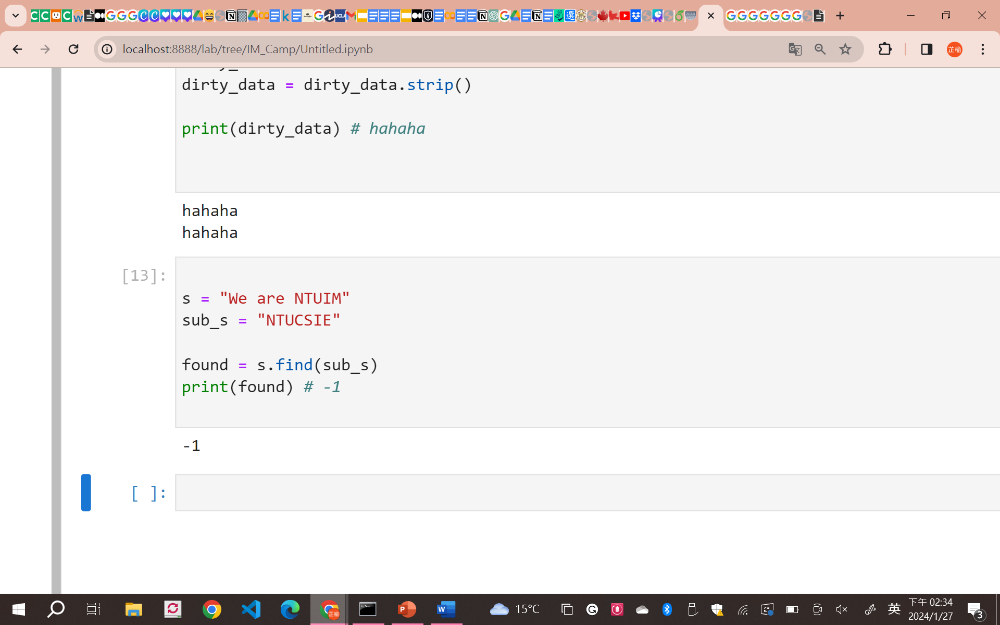 localhost:8888/lab/tree/IM_Camp/Untitled.ipynb
正榆
dirty_data = dirty_data.strip()
print(dirty_data) # hahaha
hahaha
hahaha
[13]:
s = "We are NTUIM"
sub_s = "NTUCSIE"
found = s.find(sub_s)
print(found) # -1
-1
[ ]:
15°C
英
下午 02:34
2024/1/27
3